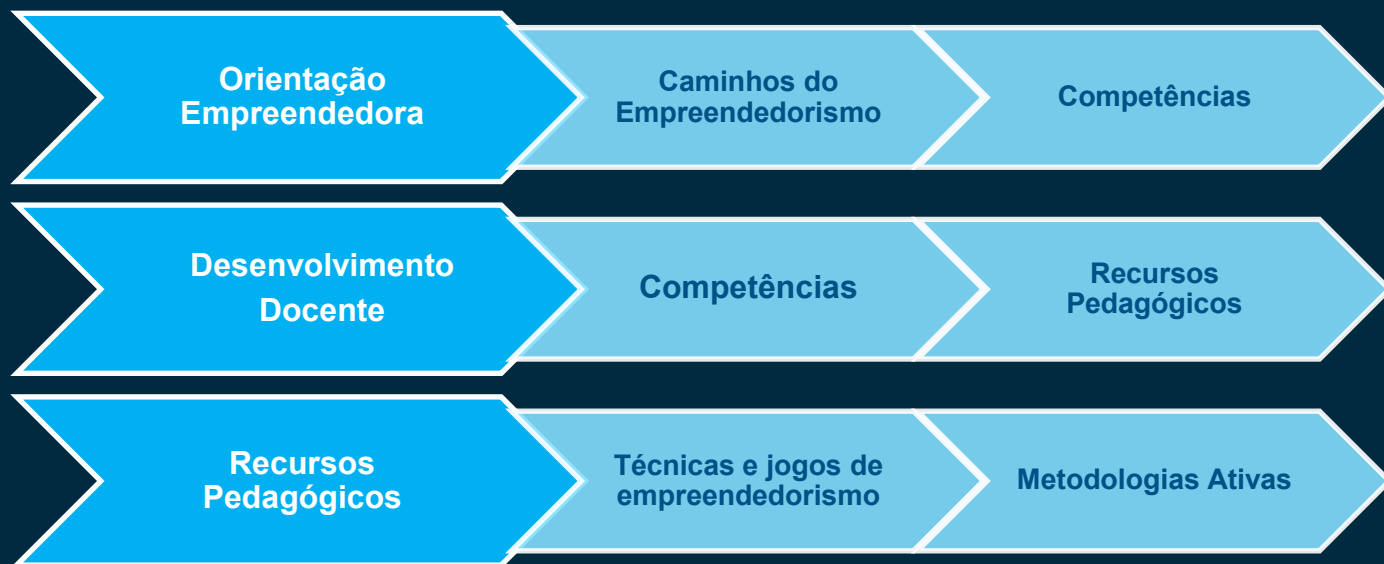 Orientação
Empreendedora
Caminhos do
Empreendedorismo
Competências
Desenvolvimento
Docente
Competências
Recursos
Pedagógicos
Recursos
Pedagógicos
Técnicas e jogos de
empreendedorismo
Metodologias Ativas